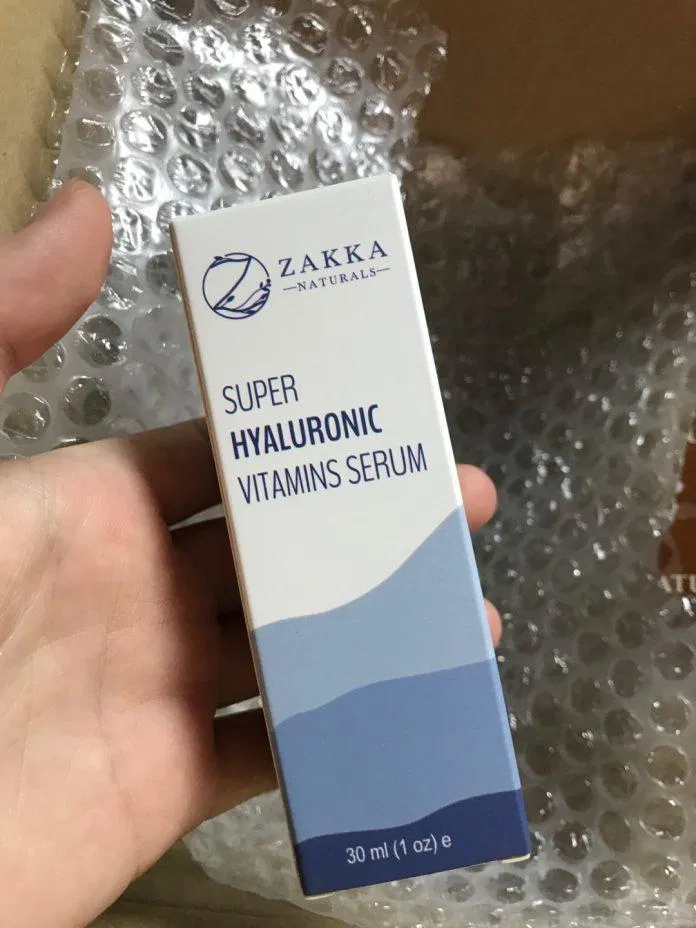 ZAKKA
—NATURALS—
SUPER
HYALURONIC
VITAMINS SERUM
30 ml (1 oz) e